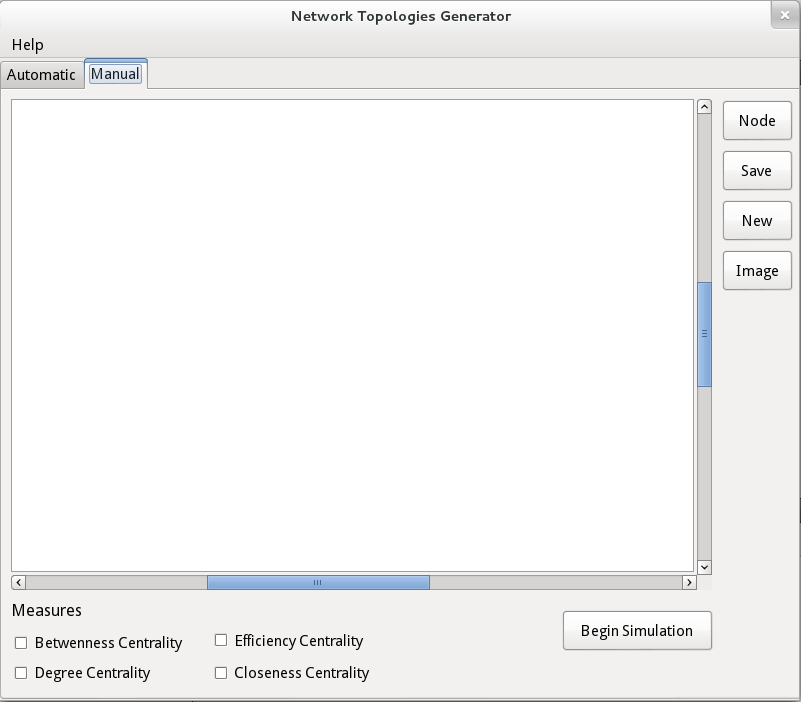 Network Topologies Generator
Help
Automatic Manual
Node
Save
New
Image
Measures
Betwenness Centrality Efficiency Centrality
Degree Centrality Closeness Centrality
Begin Simulation